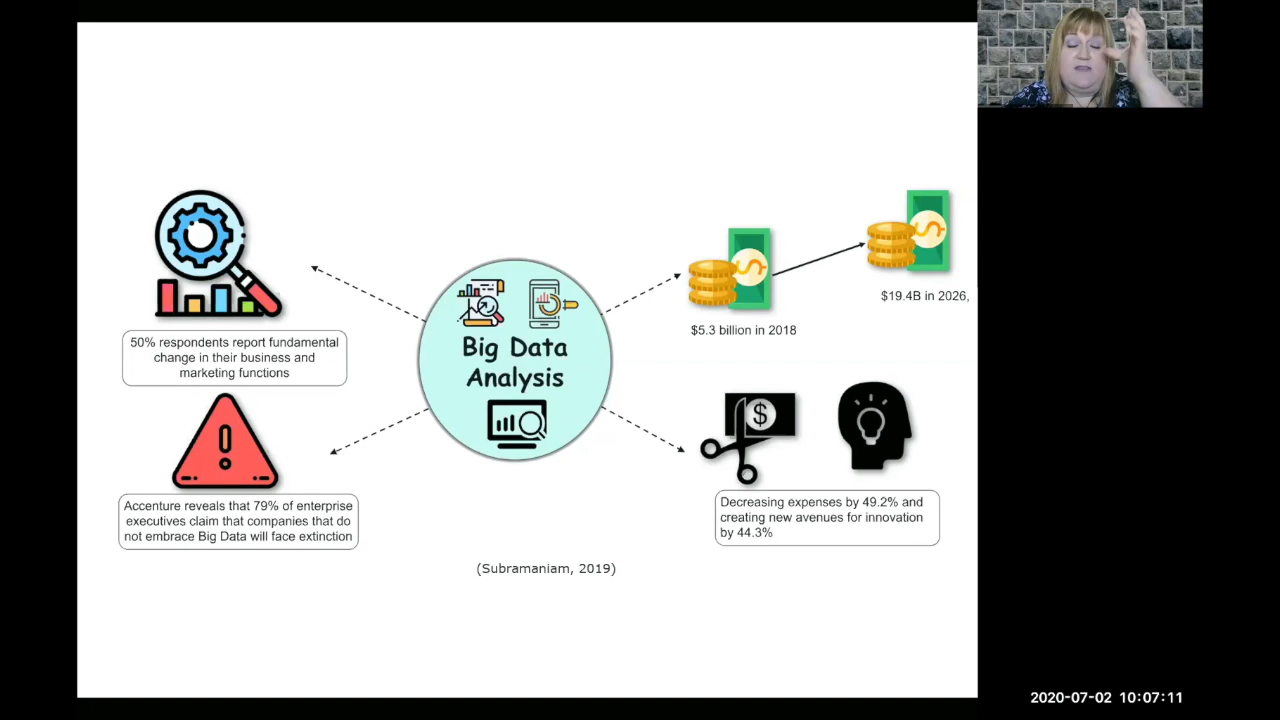 50% respondents report fundamental
change in their business and
marketing functions
Accenture reveals that 79% of enterprise
executives claim that companies that do
not embrace Big Data will face extinction
Big Data
Analysis
$5.3 billion in 2018
$19.4B in 2026,
Decreasing expenses by 49.2% and
creating new avenues for innovation
by 44.3%
(Subramaniam, 2019)
2020-07-02 10:07:11